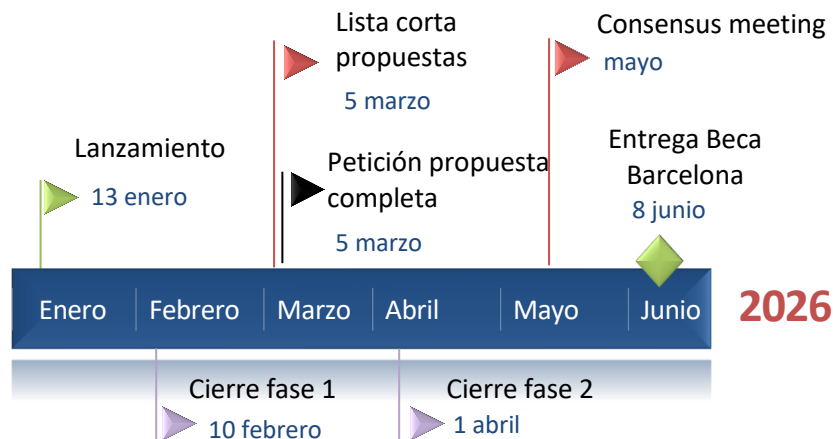 Lista corta
propuestas
5 marzo
Consensus meeting
mayo
Lanzamiento
13 enero
Petición propuesta
completa
5 marzo
Entrega Beca
Barcelona
8 junio
Enero
Febrero
Marzo
Abril
Mayo
Junio
2026
Cierre fase 1
10 febrero
Cierre fase 2
1 abril